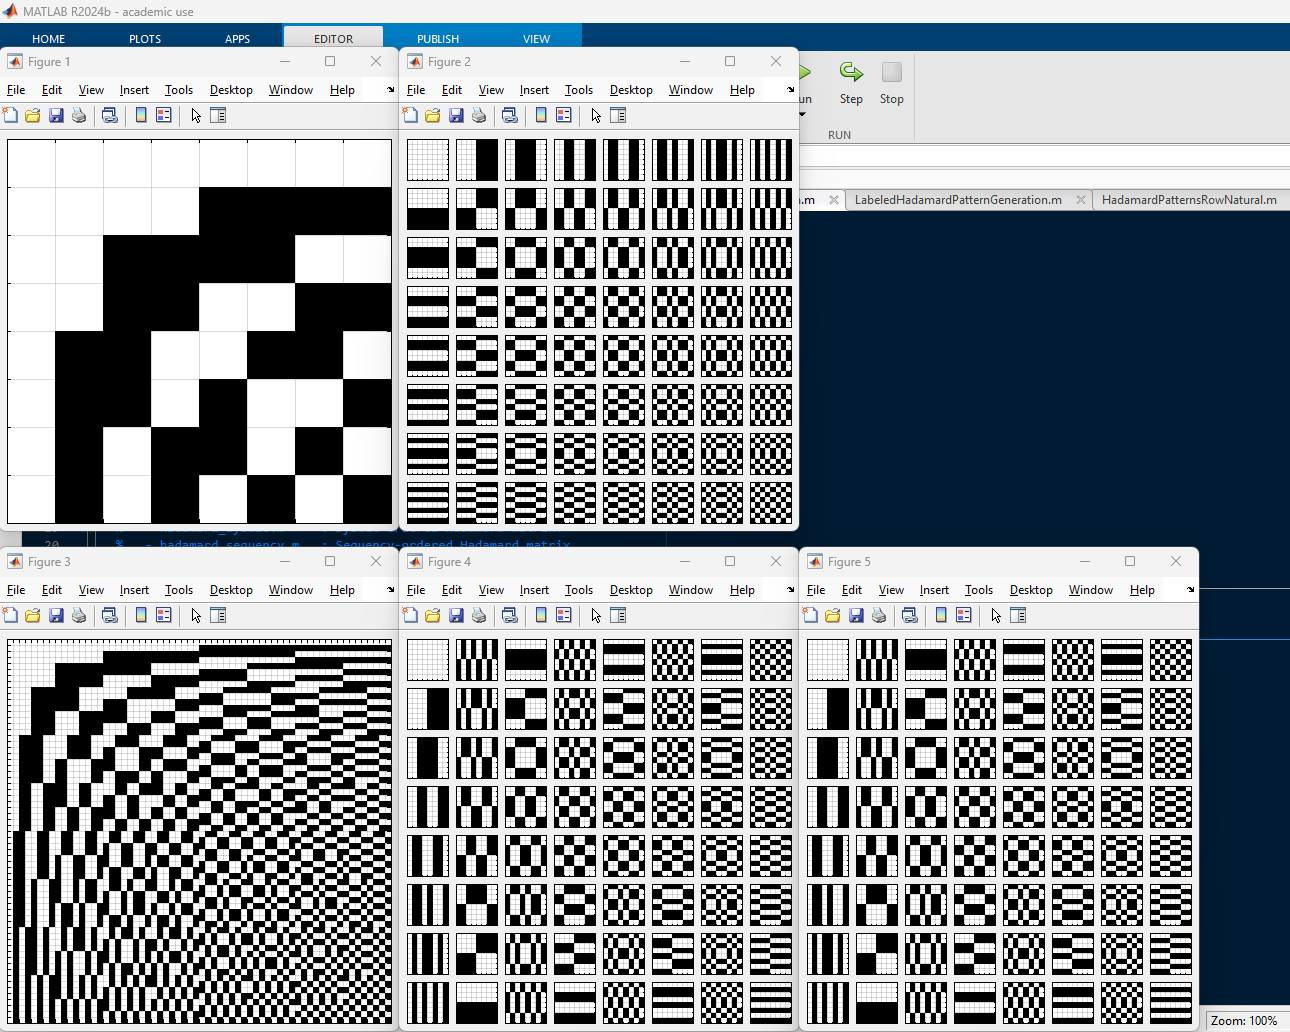 MATLAB R2024b - academic use
HOME PLOTS APPS EDITOR PUBLISH VIEW
Figure 1
File Edit View Insert Tools Desktop Window Help
Figure 2
File Edit View Insert Tools Desktop Window Help
un Step Stop
RUN
.m LabeledHadamardPatternGeneration.m HadamardPatternsRowNatural.m
20 % - hadamard_sequency.m : Sequency-ordered Hadamard matrix
Figure 3
File Edit View Insert Tools Desktop Window Help
Figure 4
File Edit View Insert Tools Desktop Window Help
Figure 5
File Edit View Insert Tools Desktop Window Help
Zoom: 100%